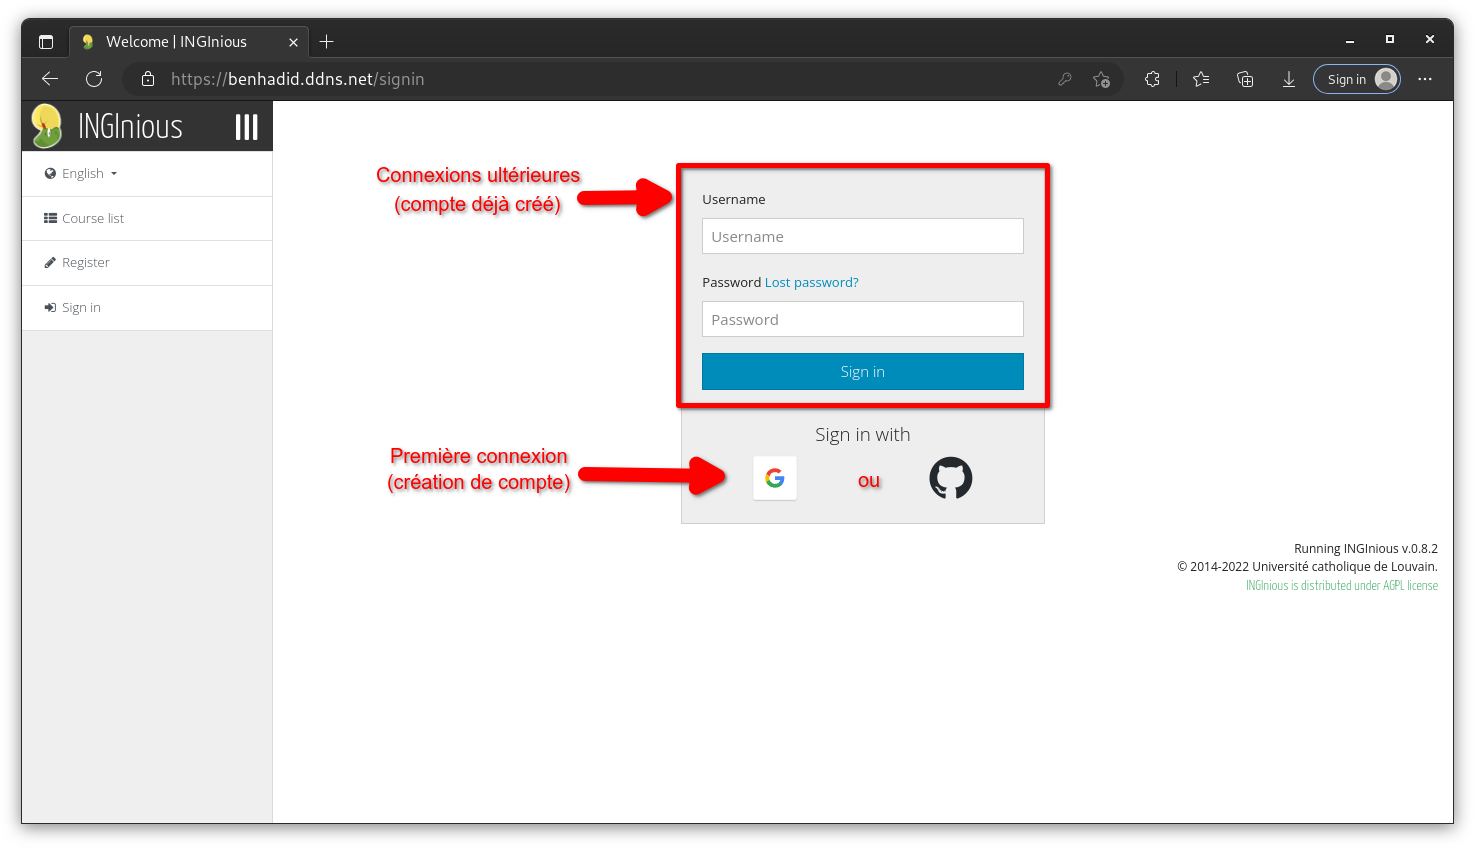 Welcome | INGInious
https://benhadid.ddns.net/signin
Sign in
INGInious
English
Course list
Register
Sign in
Connexions ultérieures
(compte déjà créé)
Username
Username
Password Lost password?
Password
Sign in
Sign in with
Première connexion
(création de compte)
ou
Running INGInious v.0.8.2
© 2014-2022 Université catholique de Louvain.
INGInious is distributed under AGPL license